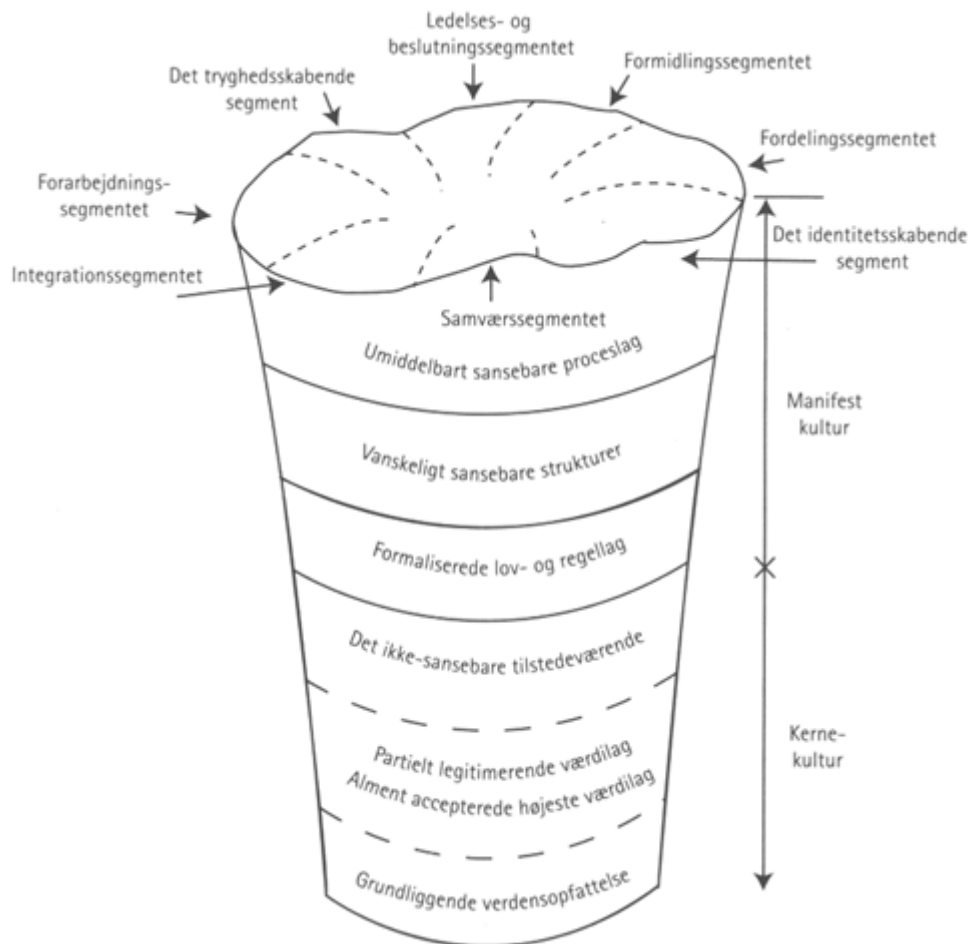 Ledelses- og
beslutningssegmentet
Formidlingssegmentet
Det tryghedsskabende
segment
Fordelingssegmentet
Forarbejdnings-
segmentet
Det identitetsskabende
segment
Integrationssegmentet
Samværssegmentet
Umiddelbart sansebare proceslag
Manifest
kultur
Vanskeligt sansebare strukturer
Formaliserede lov- og regellag
Det ikke-sansebare tilstedeværende
Kerne-
kultur
Partielt legitimerende værdilag
Alment accepterede højeste værdilag
Grundliggende verdensopfattelse